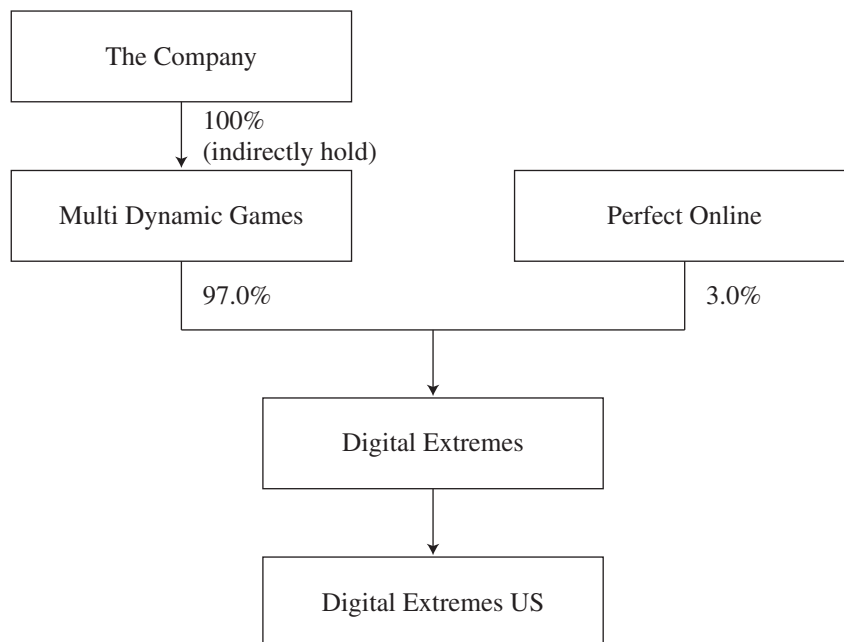 The Company
100%
(indirectly hold)
Multi Dynamic Games
Perfect Online
97.0%
3.0%
Digital Extremes
Digital Extremes US